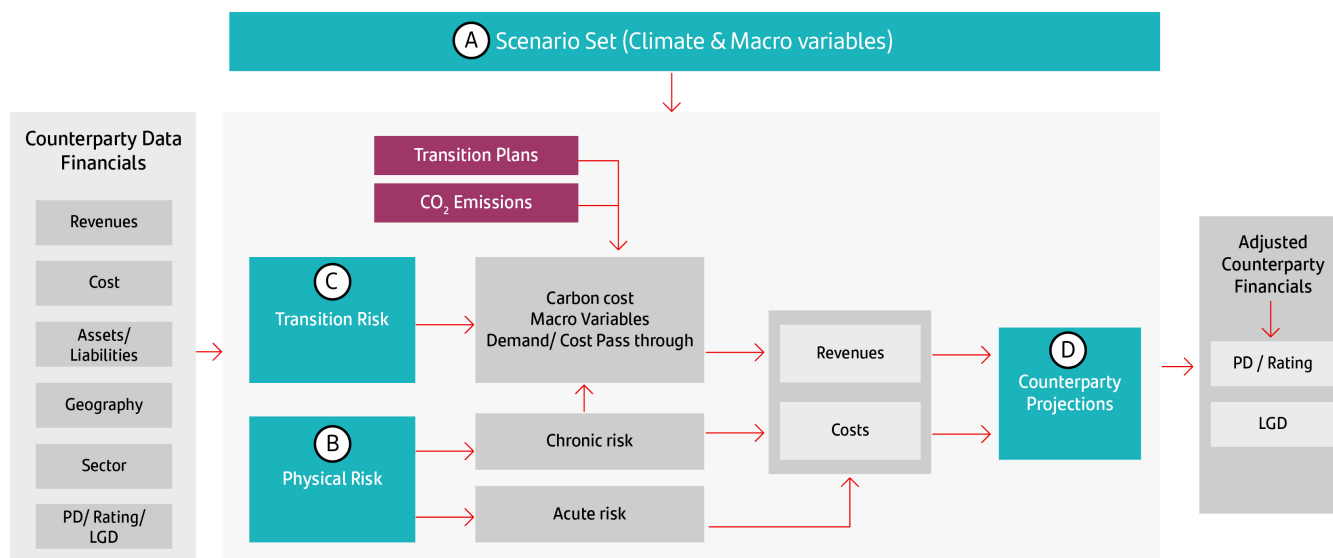 A Scenario Set (Climate & Macro variables)
Counterparty Data
Financials
Revenues
Cost
Assets/
Liabilities
Geography
Sector
PD/ Rating/
LGD
Transition Plans
CO₂ Emissions
C
Transition Risk
Carbon cost
Macro Variables
Demand/ Cost Pass through
B
Physical Risk
Chronic risk
Acute risk
Revenues
Costs
D
Counterparty
Projections
Adjusted
Counterparty
Financials
PD / Rating
LGD